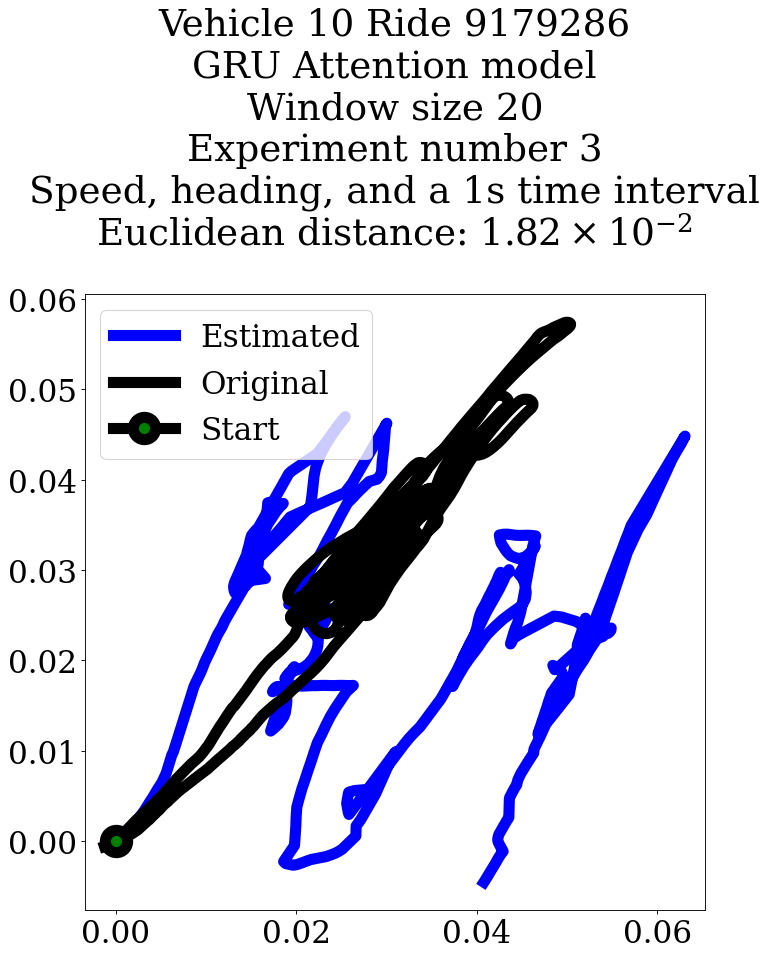 Vehicle 10 Ride 9179286
GRU Attention model
Window size 20
Experiment number 3
Speed, heading, and a 1s time interval
Euclidean distance: 1.82 × 10⁻²
0.06
0.05
0.04
0.03
0.02
0.01
0.00
Estimated
Original
Start
0.00 0.02 0.04 0.06